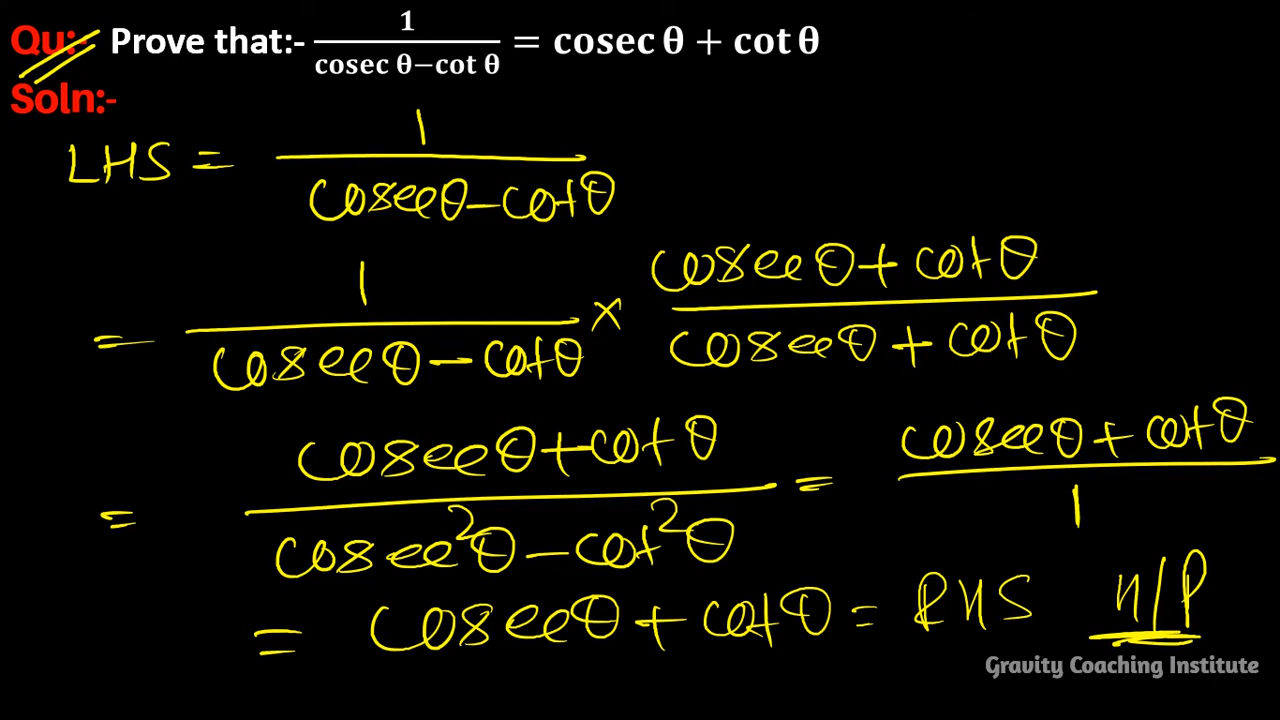 Qu:- Prove that:- 1/(cosec θ−cot θ) = cosec θ + cot θ
Soln:-
LHS = 1/(cosecθ − cotθ)
= 1/(cosecθ − cotθ) × (cosecθ + cotθ)/(cosecθ + cotθ)
= (cosecθ + cotθ)/(cosec²θ − cot²θ) = (cosecθ + cotθ)/1
= cosecθ + cotθ = RHS H/P
Gravity Coaching Institute